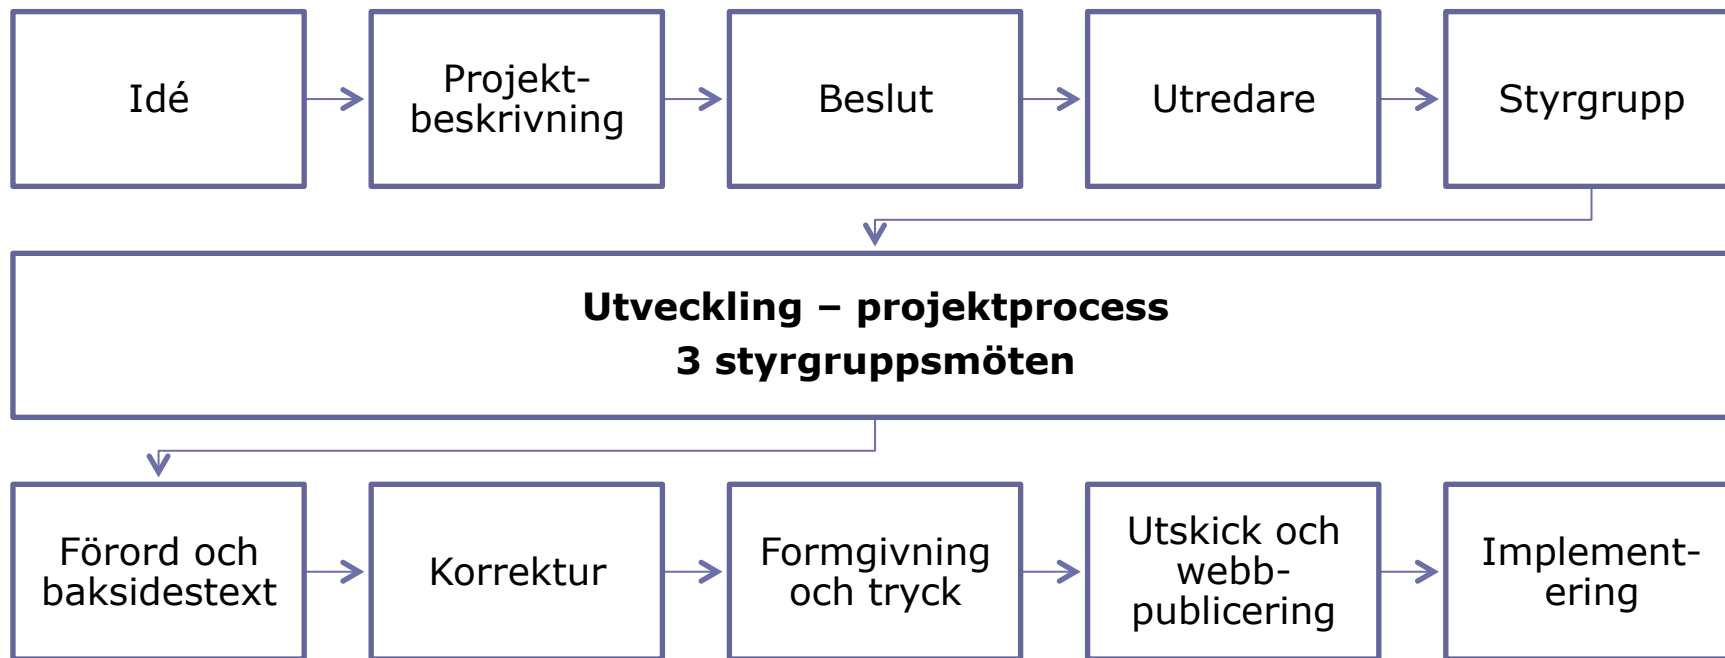 Idé
Projekt-
beskrivning
Beslut
Utredare
Styrgrupp
Utveckling – projektprocess
3 styrgruppsmöten
Förord och
baksidestext
Korrektur
Formgivning
och tryck
Utskick och
webb-
publicering
Implement-
ering